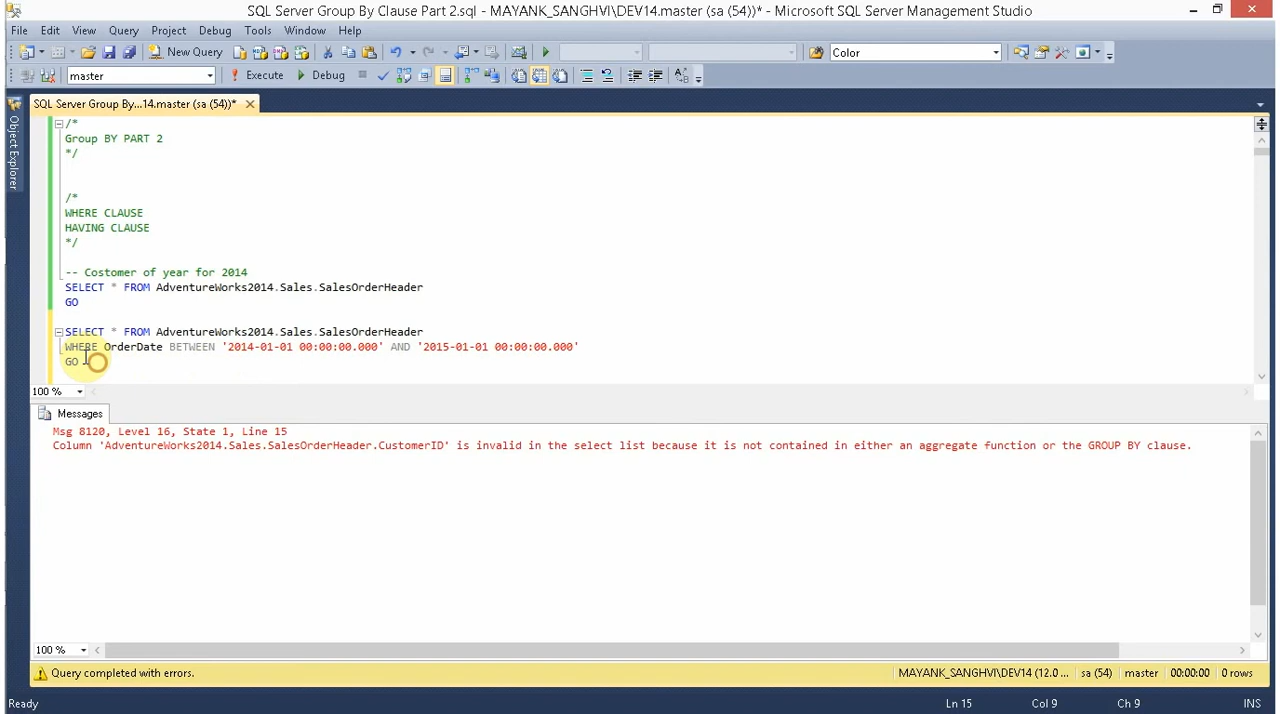 SQL Server Group By Clause Part 2.sql - MAYANK_SANGHVI\DEV14.master (sa (54))* - Microsoft SQL Server Management Studio
File Edit View Query Project Debug Tools Window Help
New Query Color
master Execute Debug
SQL Server Group By...14.master (sa (54))*
Object Explorer
/*
Group BY PART 2
*/
/*
WHERE CLAUSE
HAVING CLAUSE
*/
-- Costomer of year for 2014
SELECT * FROM AdventureWorks2014.Sales.SalesOrderHeader
GO
SELECT * FROM AdventureWorks2014.Sales.SalesOrderHeader
WHERE OrderDate BETWEEN '2014-01-01 00:00:00.000' AND '2015-01-01 00:00:00.000'
GO
100 %
Messages
Msg 8120, Level 16, State 1, Line 15
Column 'AdventureWorks2014.Sales.SalesOrderHeader.CustomerID' is invalid in the select list because it is not contained in either an aggregate function or the GROUP BY clause.
100 %
Query completed with errors. MAYANK_SANGHVI\DEV14 (12.0 ... sa (54) master 00:00:00 0 rows
Ready Ln 15 Col 9 Ch 9 INS